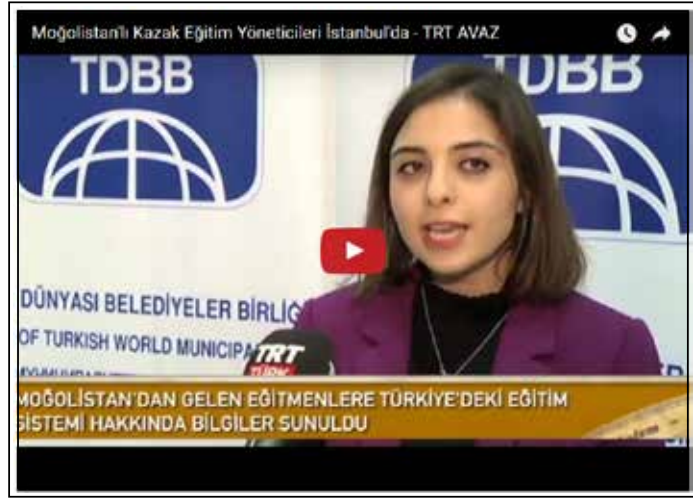 Moğolistan'lı Kazak Eğitim Yöneticileri İstanbul'da - TRT AVAZ
TDBB
TDBB
DÜNYASI BELEDİYELER BİRLİĞ
OF TURKISH WORLD MUNICIPA
TRT
TÜRK
MOĞOLİSTAN'DAN GELEN EĞİTMENLERE TÜRKİYE'DEKİ EĞİTİM
SİSTEMİ HAKKINDA BİLGİLER SUNULDU